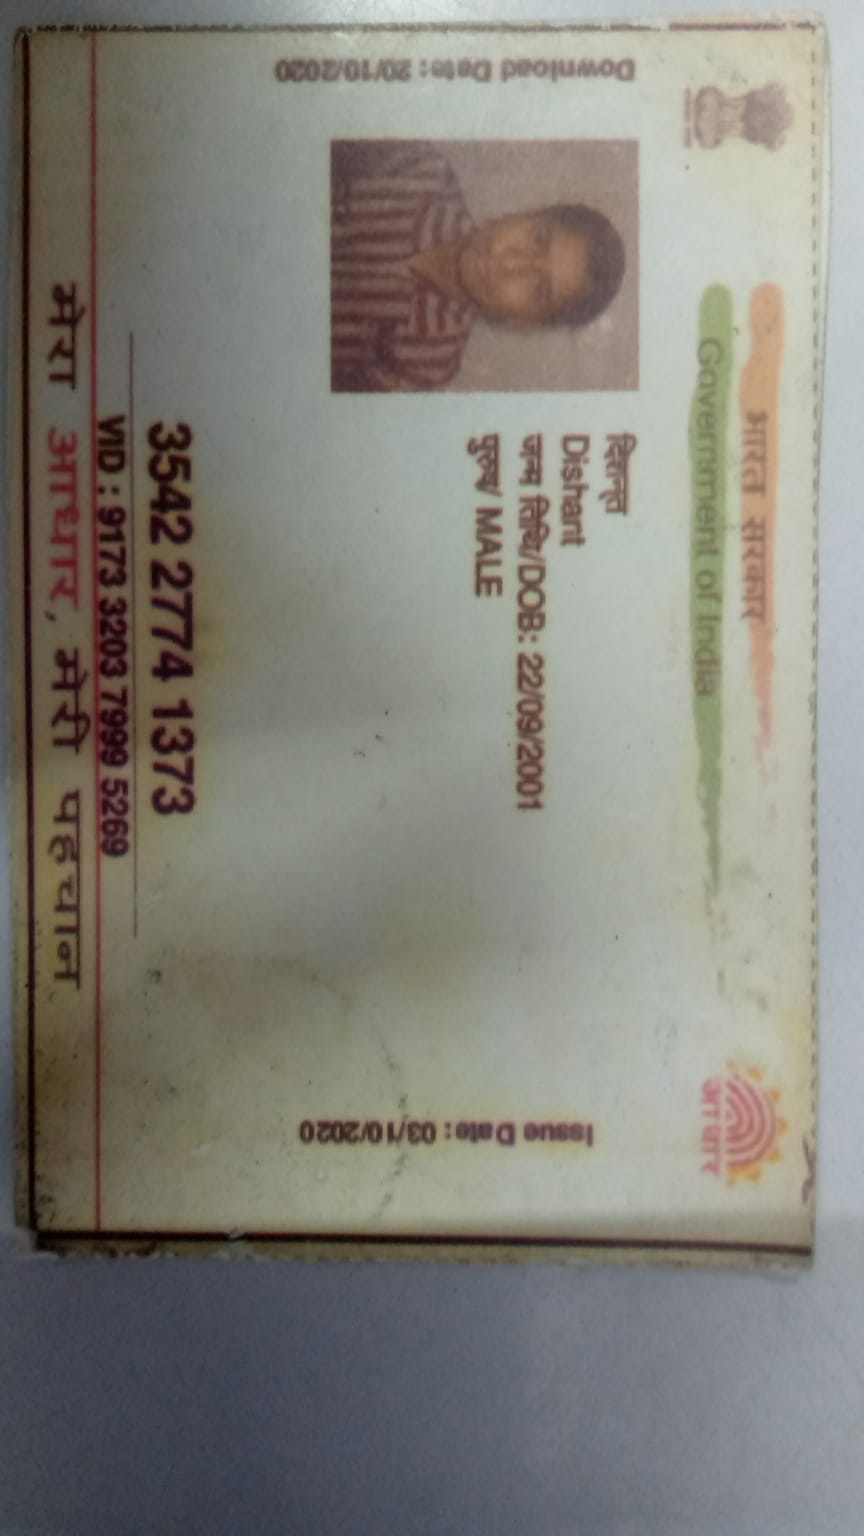 भारत सरकार
Government of India
Download Date: 20/10/2020
Dishant
जन्म तिथि/DOB: 22/09/2001
पुरुष/ MALE
Issue Date: 03/10/2020
आधार
3542 2774 1373
VID : 9173 3203 7999 5269
मेरा आधार, मेरी पहचान